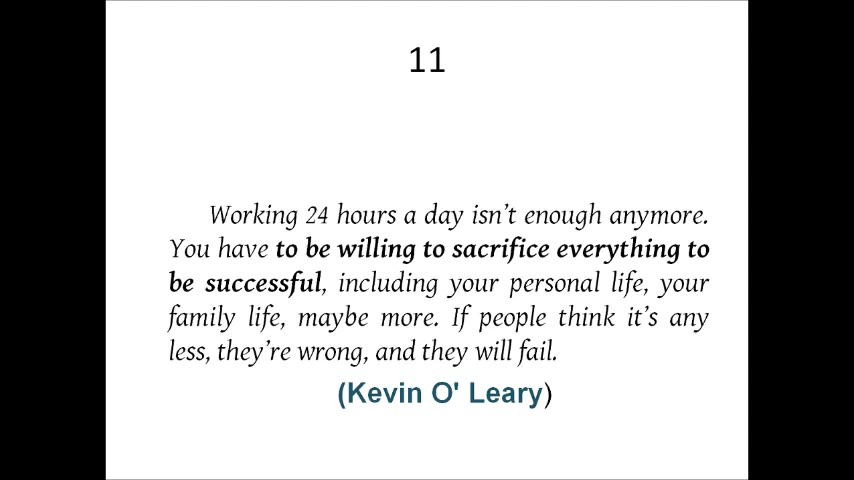 11
Working 24 hours a day isn’t enough anymore.
You have to be willing to sacrifice everything to
be successful, including your personal life, your
family life, maybe more. If people think it’s any
less, they’re wrong, and they will fail.
(Kevin O' Leary)